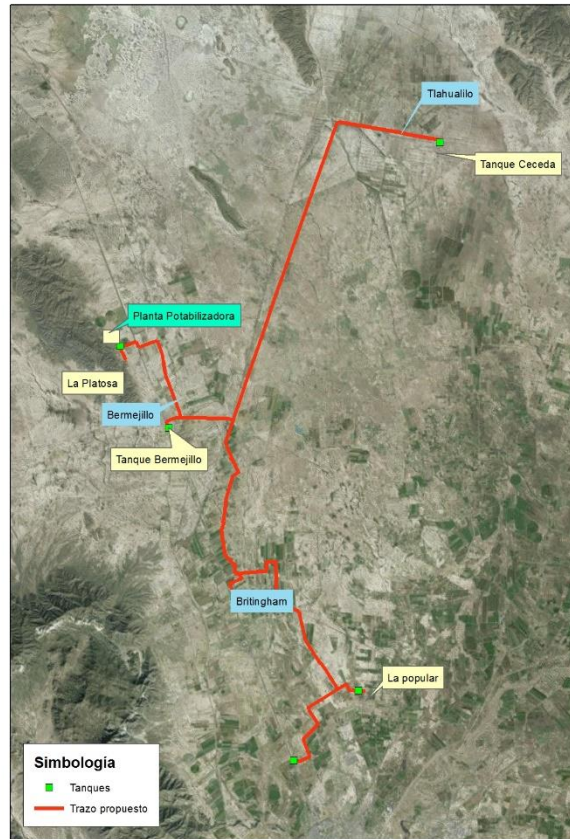 Tlahualilo
Tanque Ceceda
Planta Potabilizadora
La Platosa
Bermejillo
Tanque Bermejillo
Britingham
La popular
Simbología
Tanques
Trazo propuesto